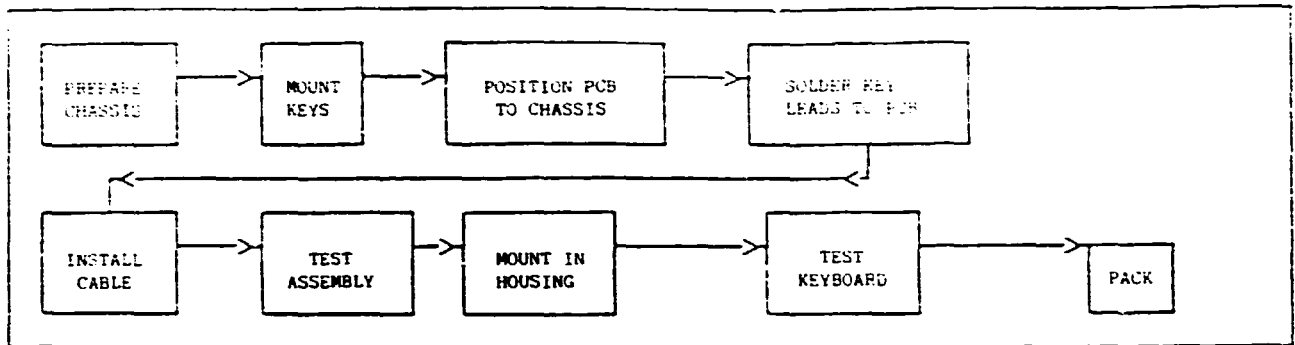 PREPARE
CHASSIS
MOUNT
KEYS
POSITION PCB
TO CHASSIS
SOLDER KEY
LEADS TO PCB
INSTALL
CABLE
TEST
ASSEMBLY
MOUNT IN
HOUSING
TEST
KEYBOARD
PACK